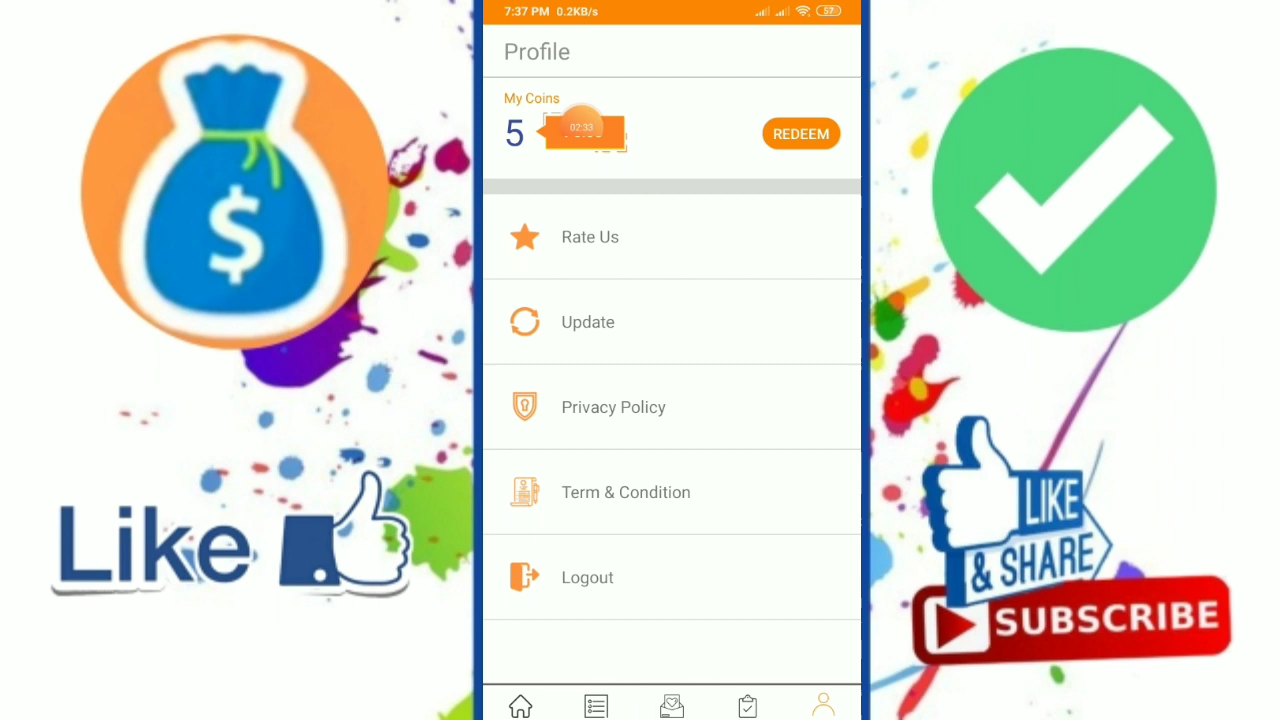 7:37 PM 0.2KB/s
57
Profile
My Coins
5
02:33
REDEEM
Rate Us
Update
Privacy Policy
Term & Condition
Logout
$
Like
LIKE
& SHARE
SUBSCRIBE